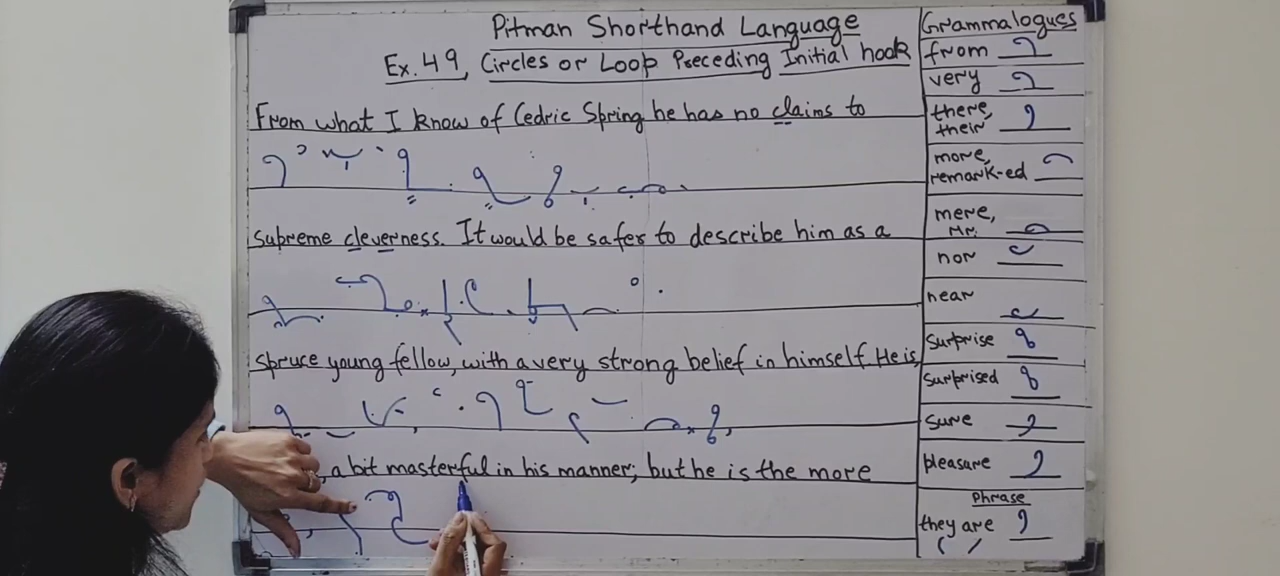 Pitman Shorthand Language
Ex. 49, Circles or Loop Preceding Initial hook
From what I know of Cedric Spring he has no claims to
supreme cleverness. It would be safer to describe him as a
spruce young fellow, with a very strong belief in himself. He is,
, a bit masterful in his manner; but he is the more
Grammalogues
from
very
there,
their
more,
remark-ed
mere,
Mr.
nor
near
surprise
surprised
sure
pleasure
Phrase
they are